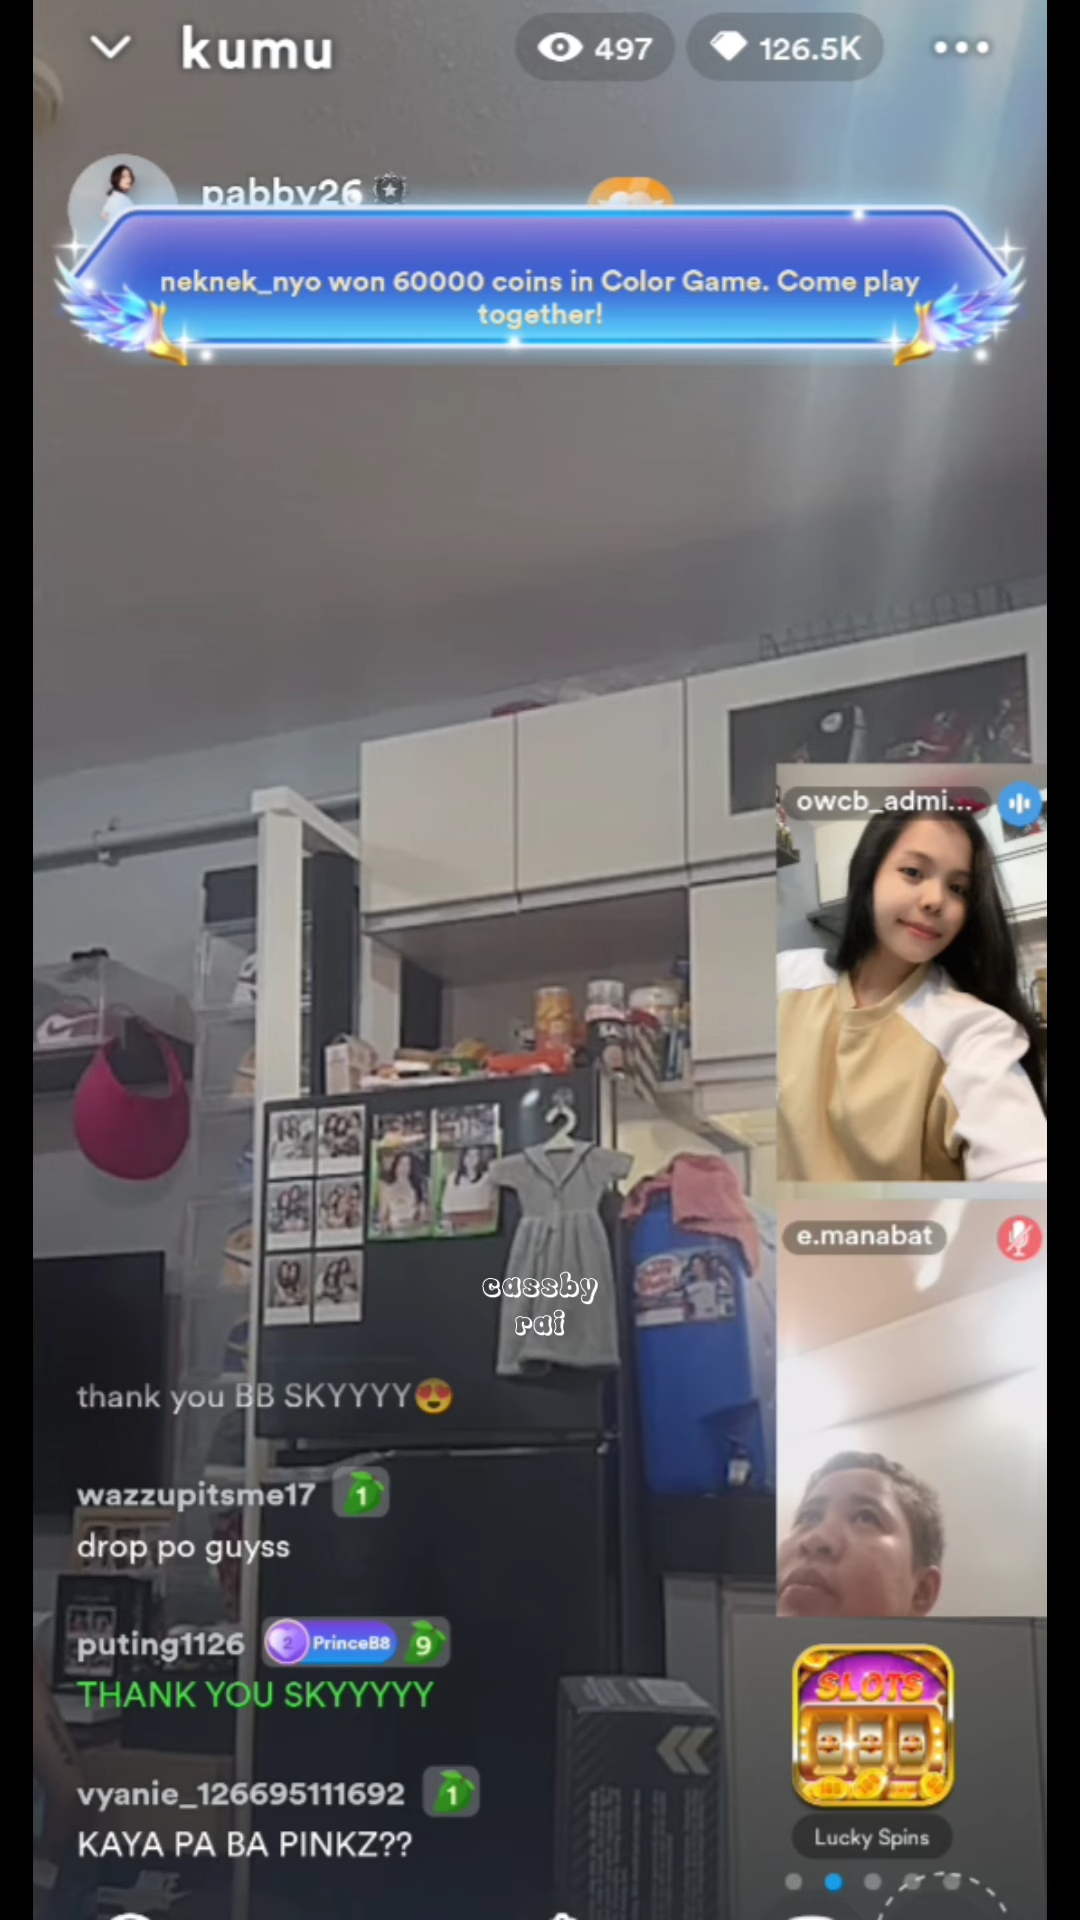 kumu
497
126.5K
pabby26
neknek_nyo won 60000 coins in Color Game. Come play
together!
owcb_admi...
e.manabat
cassby
rai
thank you BB SKYYYY😍
wazzupitsme17 1
drop po guyss
puting1126 2 PrinceB8 9
THANK YOU SKYYYYY
vyanie_126695111692 1
KAYA PA BA PINKZ??
SLOTS
Lucky Spins